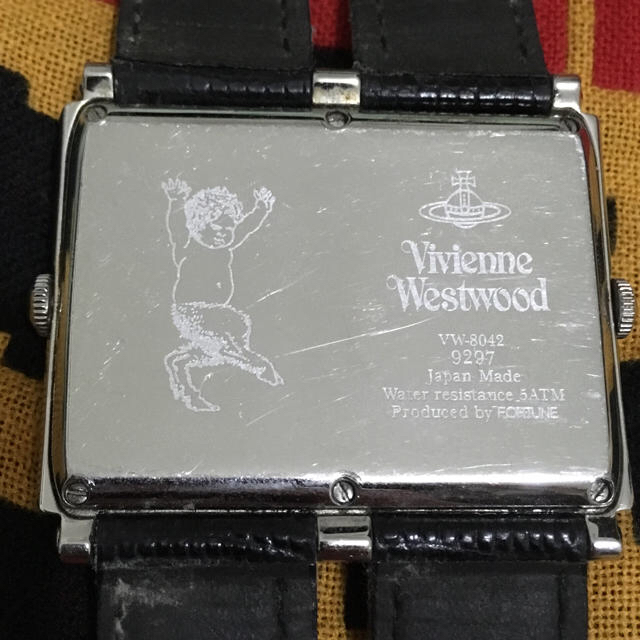 Vivienne
Westwood
VW-8042
9297
Japan Made
Water resistance 5ATM
Produced by FORTUNE